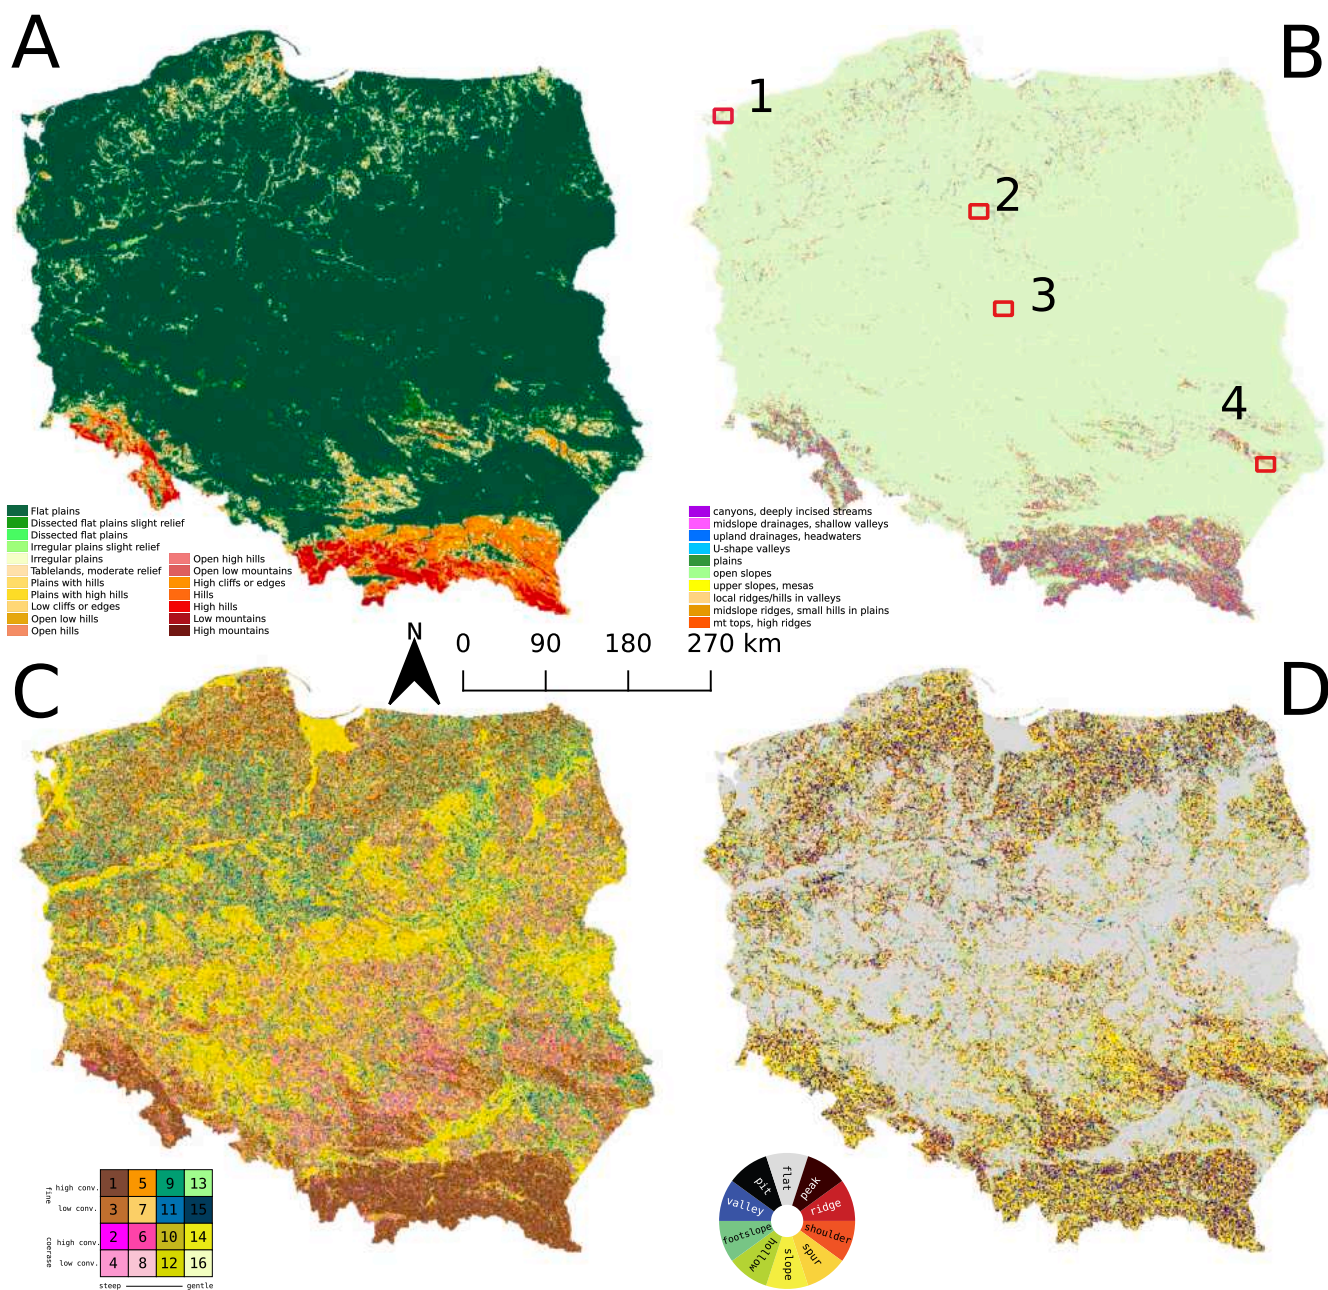 A
B
1
2
3
4
Flat plains
Dissected flat plains slight relief
Dissected flat plains
Irregular plains slight relief
Irregular plains
Tablelands, moderate relief
Plains with hills
Plains with high hills
Low cliffs or edges
Open low hills
Open hills
Open high hills
Open low mountains
High cliffs or edges
Hills
High hills
Low mountains
High mountains
canyons, deeply incised streams
midslope drainages, shallow valleys
upland drainages, headwaters
U-shape valleys
plains
open slopes
upper slopes, mesas
local ridges/hills in valleys
midslope ridges, small hills in plains
mt tops, high ridges
N
0 90 180 270 km
C
D
fine
high conv. 1 5 9 13
low conv. 3 7 11 15
coerase
high conv. 2 6 10 14
low conv. 4 8 12 16
steep gentle
flat
peak
ridge
shoulder
spur
slope
hollow
footslope
valley
pit